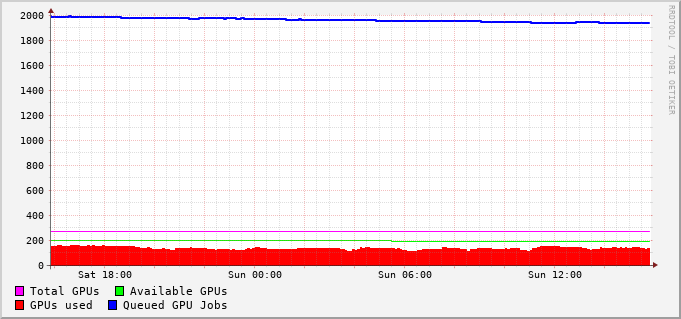 2000
1800
1600
1400
1200
1000
800
600
400
200
0
Sat 18:00 Sun 00:00 Sun 06:00 Sun 12:00
Total GPUs Available GPUs
GPUs used Queued GPU Jobs
RRDTOOL / TOBI OETIKER